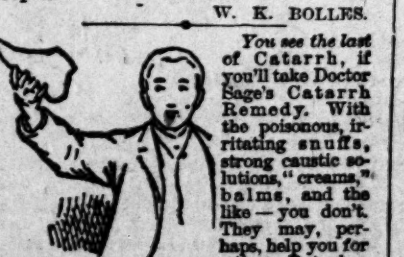 W. K. BOLLES.
You see the last
of Catarrh, if
you'll take Doctor
Sage's Catarrh
Remedy. With
the poisonous, ir-
ritating snuffs,
strong caustic so-
lutions, "creams,"
balms, and the
like — you don't.
They may, per-
haps, help you for